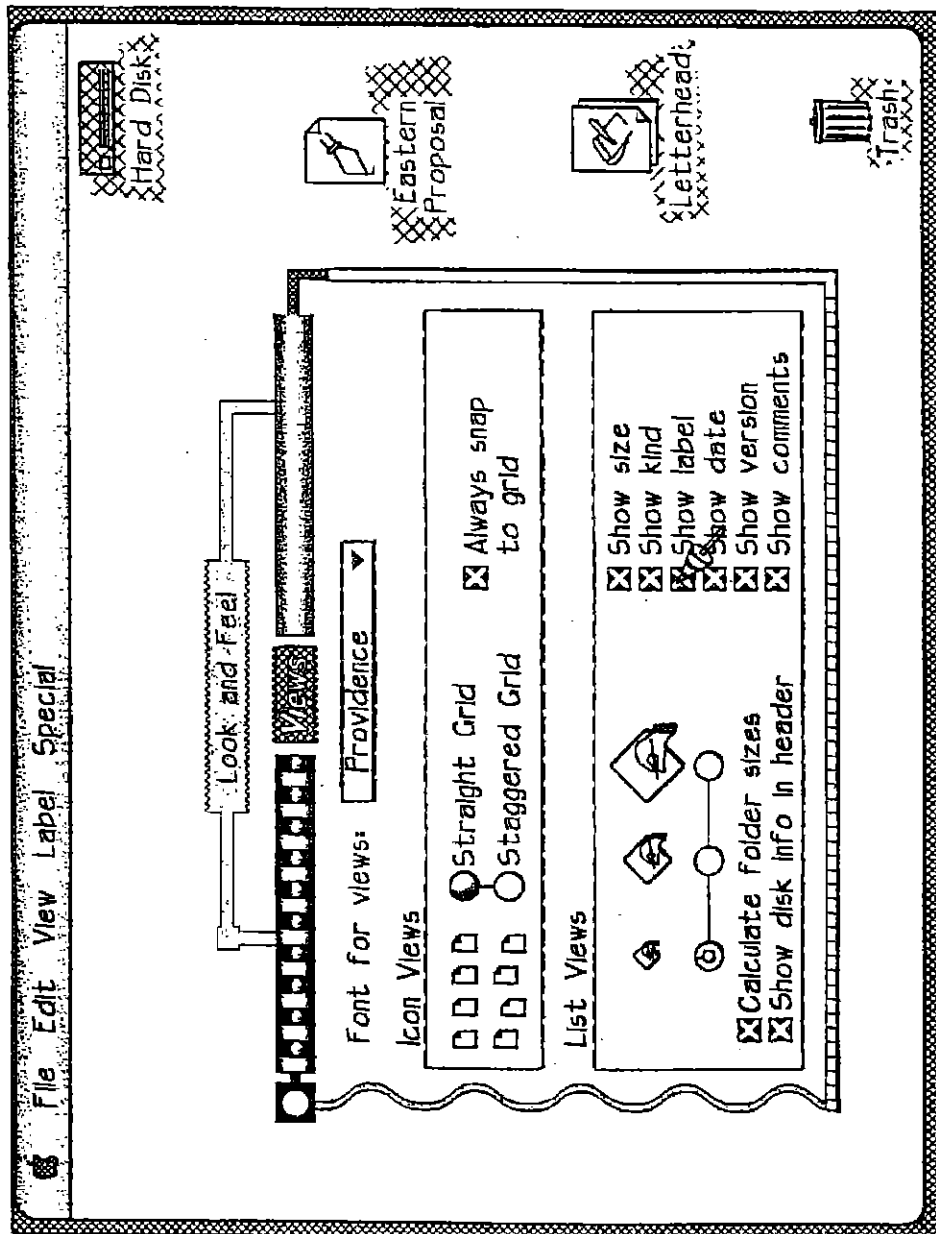 File Edit View Label Special
Hard Disk
Look and Feel
Views
Font for views: Providence
Icon Views
Straight Grid
Staggered Grid
Always snap
to grid
Eastern
Proposal
List Views
Show size
Show kind
Show label
Show date
Show version
Show comments
Calculate folder sizes
Show disk info in header
Letterhead
Trash